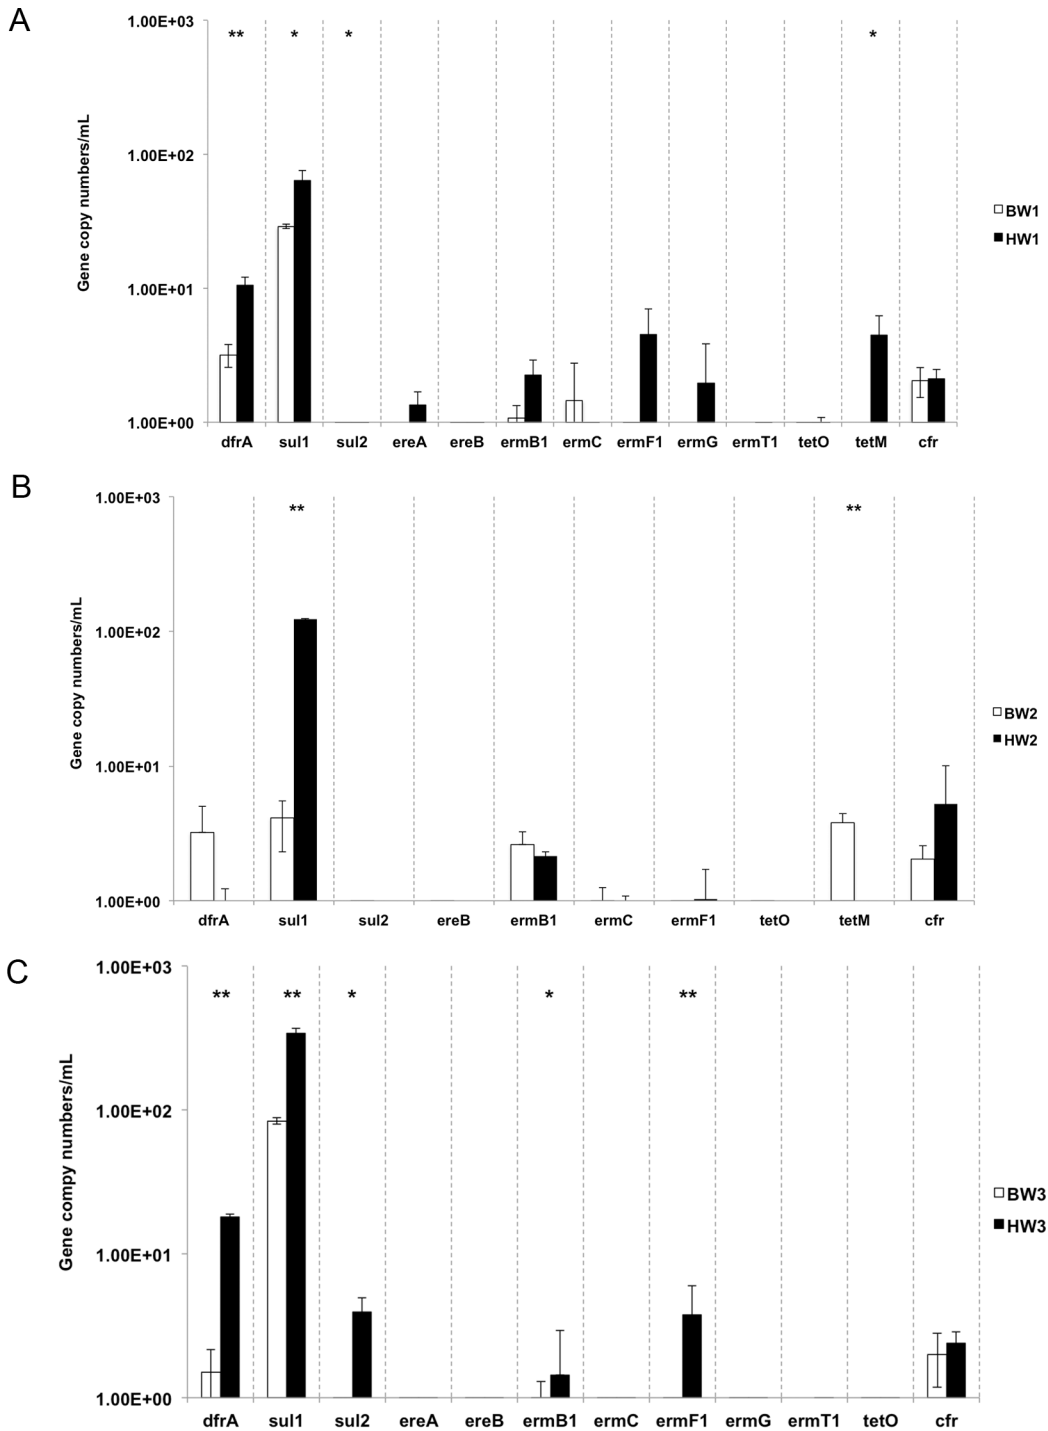 A
1.00E+03
** * * *
1.00E+02
Gene copy numbers/mL
BW1
HW1
1.00E+01
1.00E+00
dfrA sul1 sul2 ereA ereB ermB1 ermC ermF1 ermG ermT1 tetO tetM cfr
B
1.00E+03
** **
1.00E+02
Gene copy numbers/mL
BW2
HW2
1.00E+01
1.00E+00
dfrA sul1 sul2 ereB ermB1 ermC ermF1 tetO tetM cfr
C
1.00E+03
** ** * * **
1.00E+02
Gene compy numbers/mL
BW3
HW3
1.00E+01
1.00E+00
dfrA sul1 sul2 ereA ereB ermB1 ermC ermF1 ermG ermT1 tetO cfr